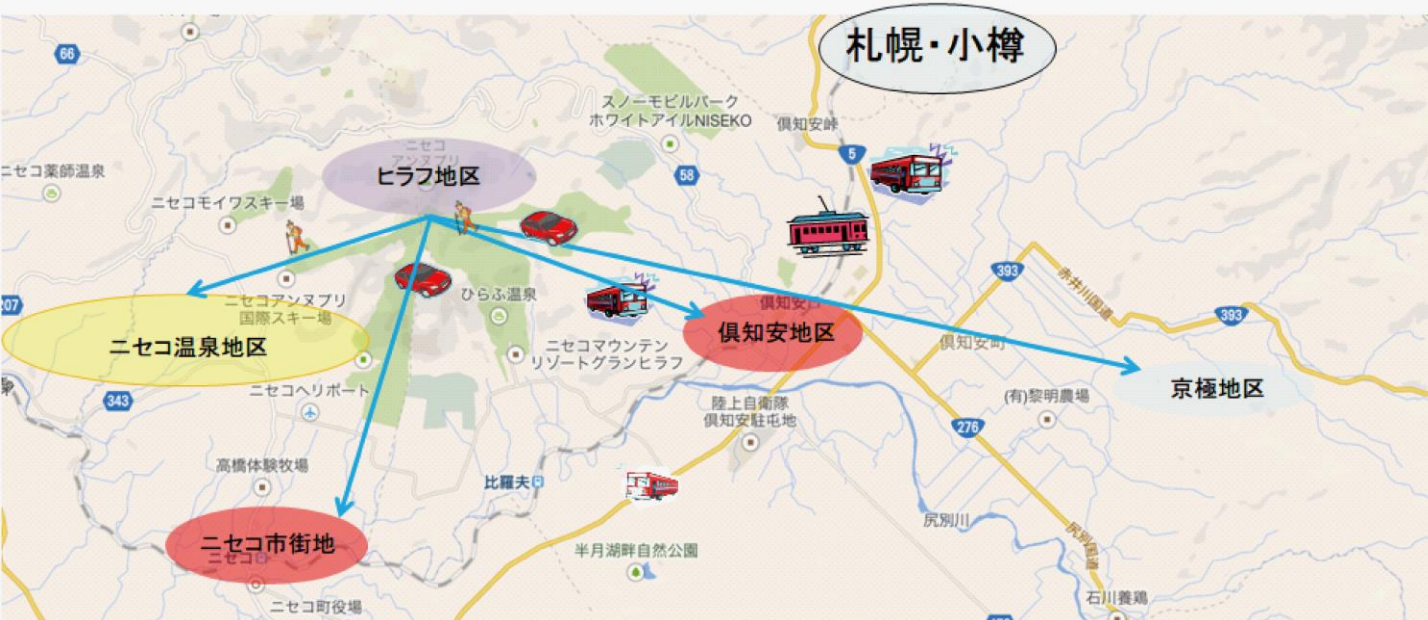 札幌・小樽
66
スノーモビルパーク
ホワイトアイルNISEKO
倶知安峠
5
ニセコ
アンヌプリ
ヒラフ地区
58
ニセコ薬師温泉
ニセコモイワスキー場
393
赤井川国道
207
ニセコアンヌプリ
国際スキー場
ひらふ温泉
倶知安
倶知安地区
393
ニセコ温泉地区
ニセコマウンテン
リゾートグランヒラフ
倶知安町
京極地区
343
ニセコヘリポート
陸上自衛隊
倶知安駐屯地
(有)黎明農場
276
高橋体験牧場
比羅夫
尻別川
尻別国道
ニセコ市街地
ニセコ
半月湖畔自然公園
ニセコ町役場
石川養鶏